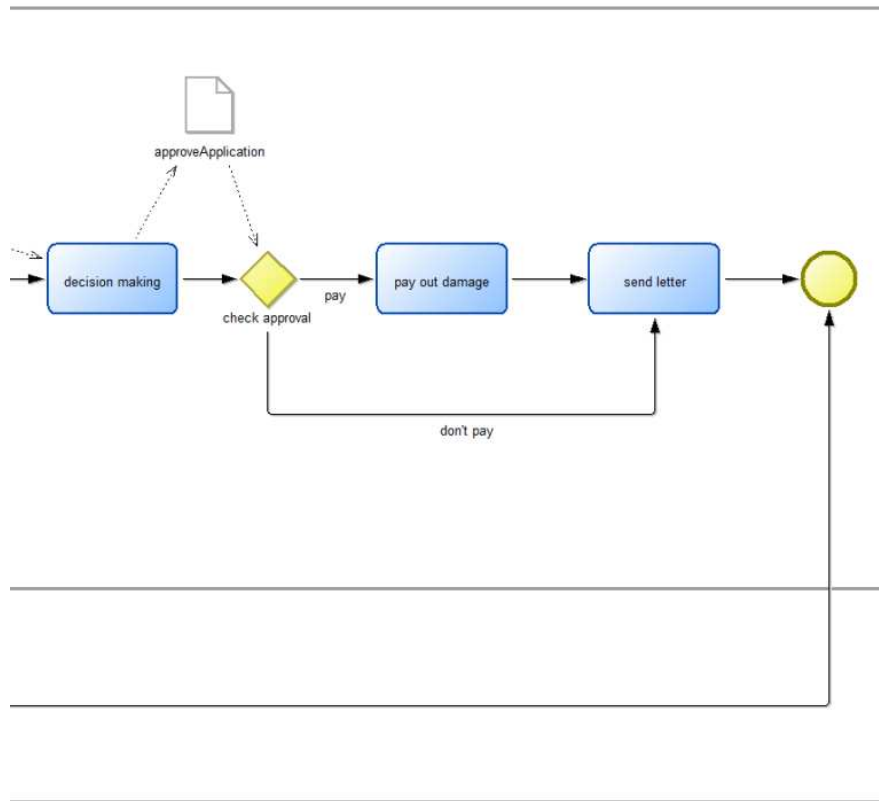 approveApplication
decision making
check approval
pay
pay out damage
send letter
don't pay